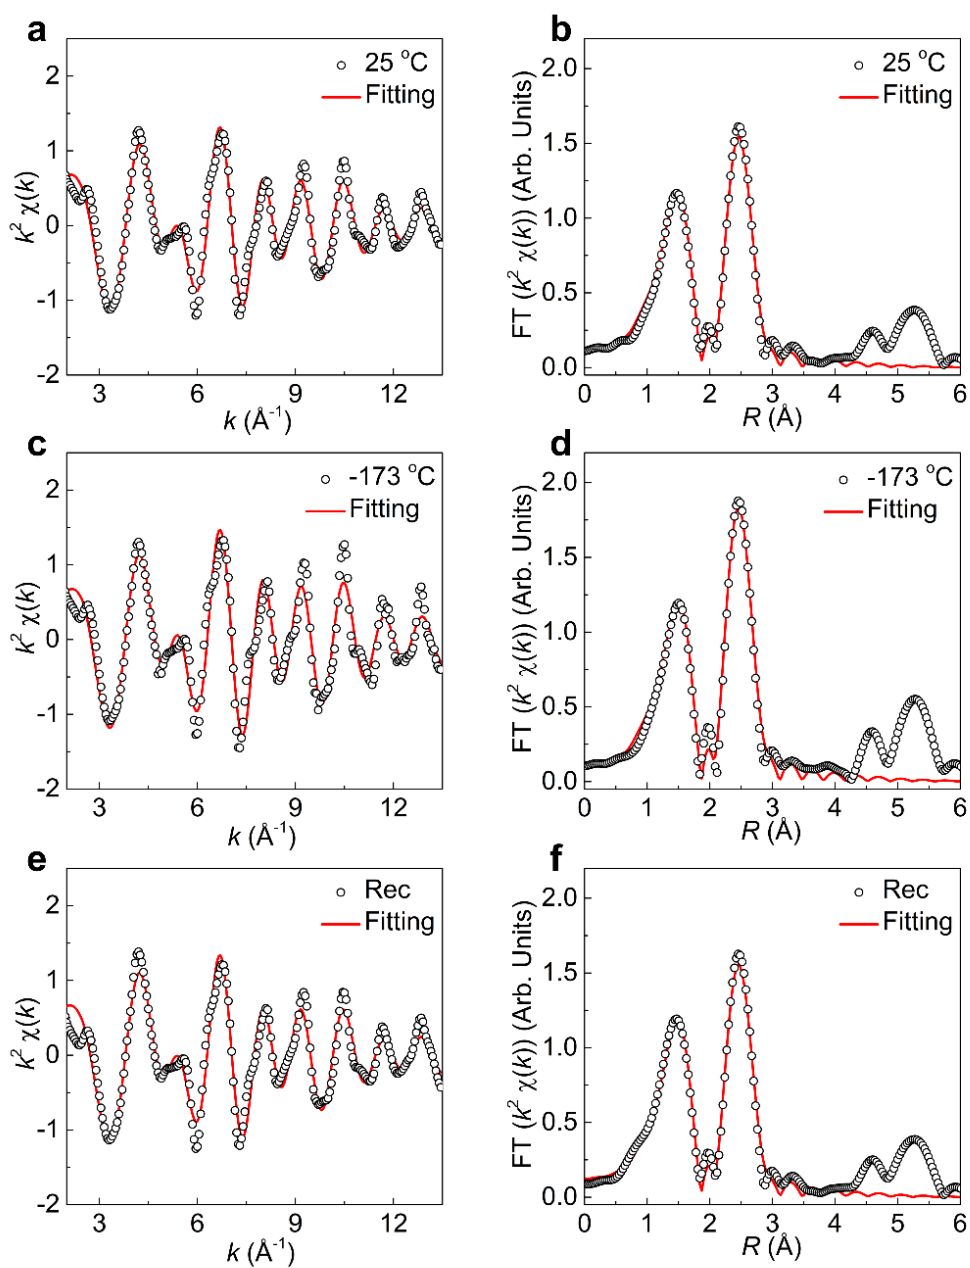 a
25 °C
Fitting
2
1
0
-1
-2
k² χ(k)
3 6 9 12
k (Å⁻¹)
b
25 °C
Fitting
2.0
1.5
1.0
0.5
0.0
FT (k² χ(k)) (Arb. Units)
0 1 2 3 4 5 6
R (Å)
c
-173 °C
Fitting
2
1
0
-1
-2
k² χ(k)
3 6 9 12
k (Å⁻¹)
d
-173 °C
Fitting
2.0
1.5
1.0
0.5
0.0
FT (k² χ(k)) (Arb. Units)
0 1 2 3 4 5 6
R (Å)
e
Rec
Fitting
2
1
0
-1
-2
k² χ(k)
3 6 9 12
k (Å⁻¹)
f
Rec
Fitting
2.0
1.5
1.0
0.5
0.0
FT (k² χ(k)) (Arb. Units)
0 1 2 3 4 5 6
R (Å)